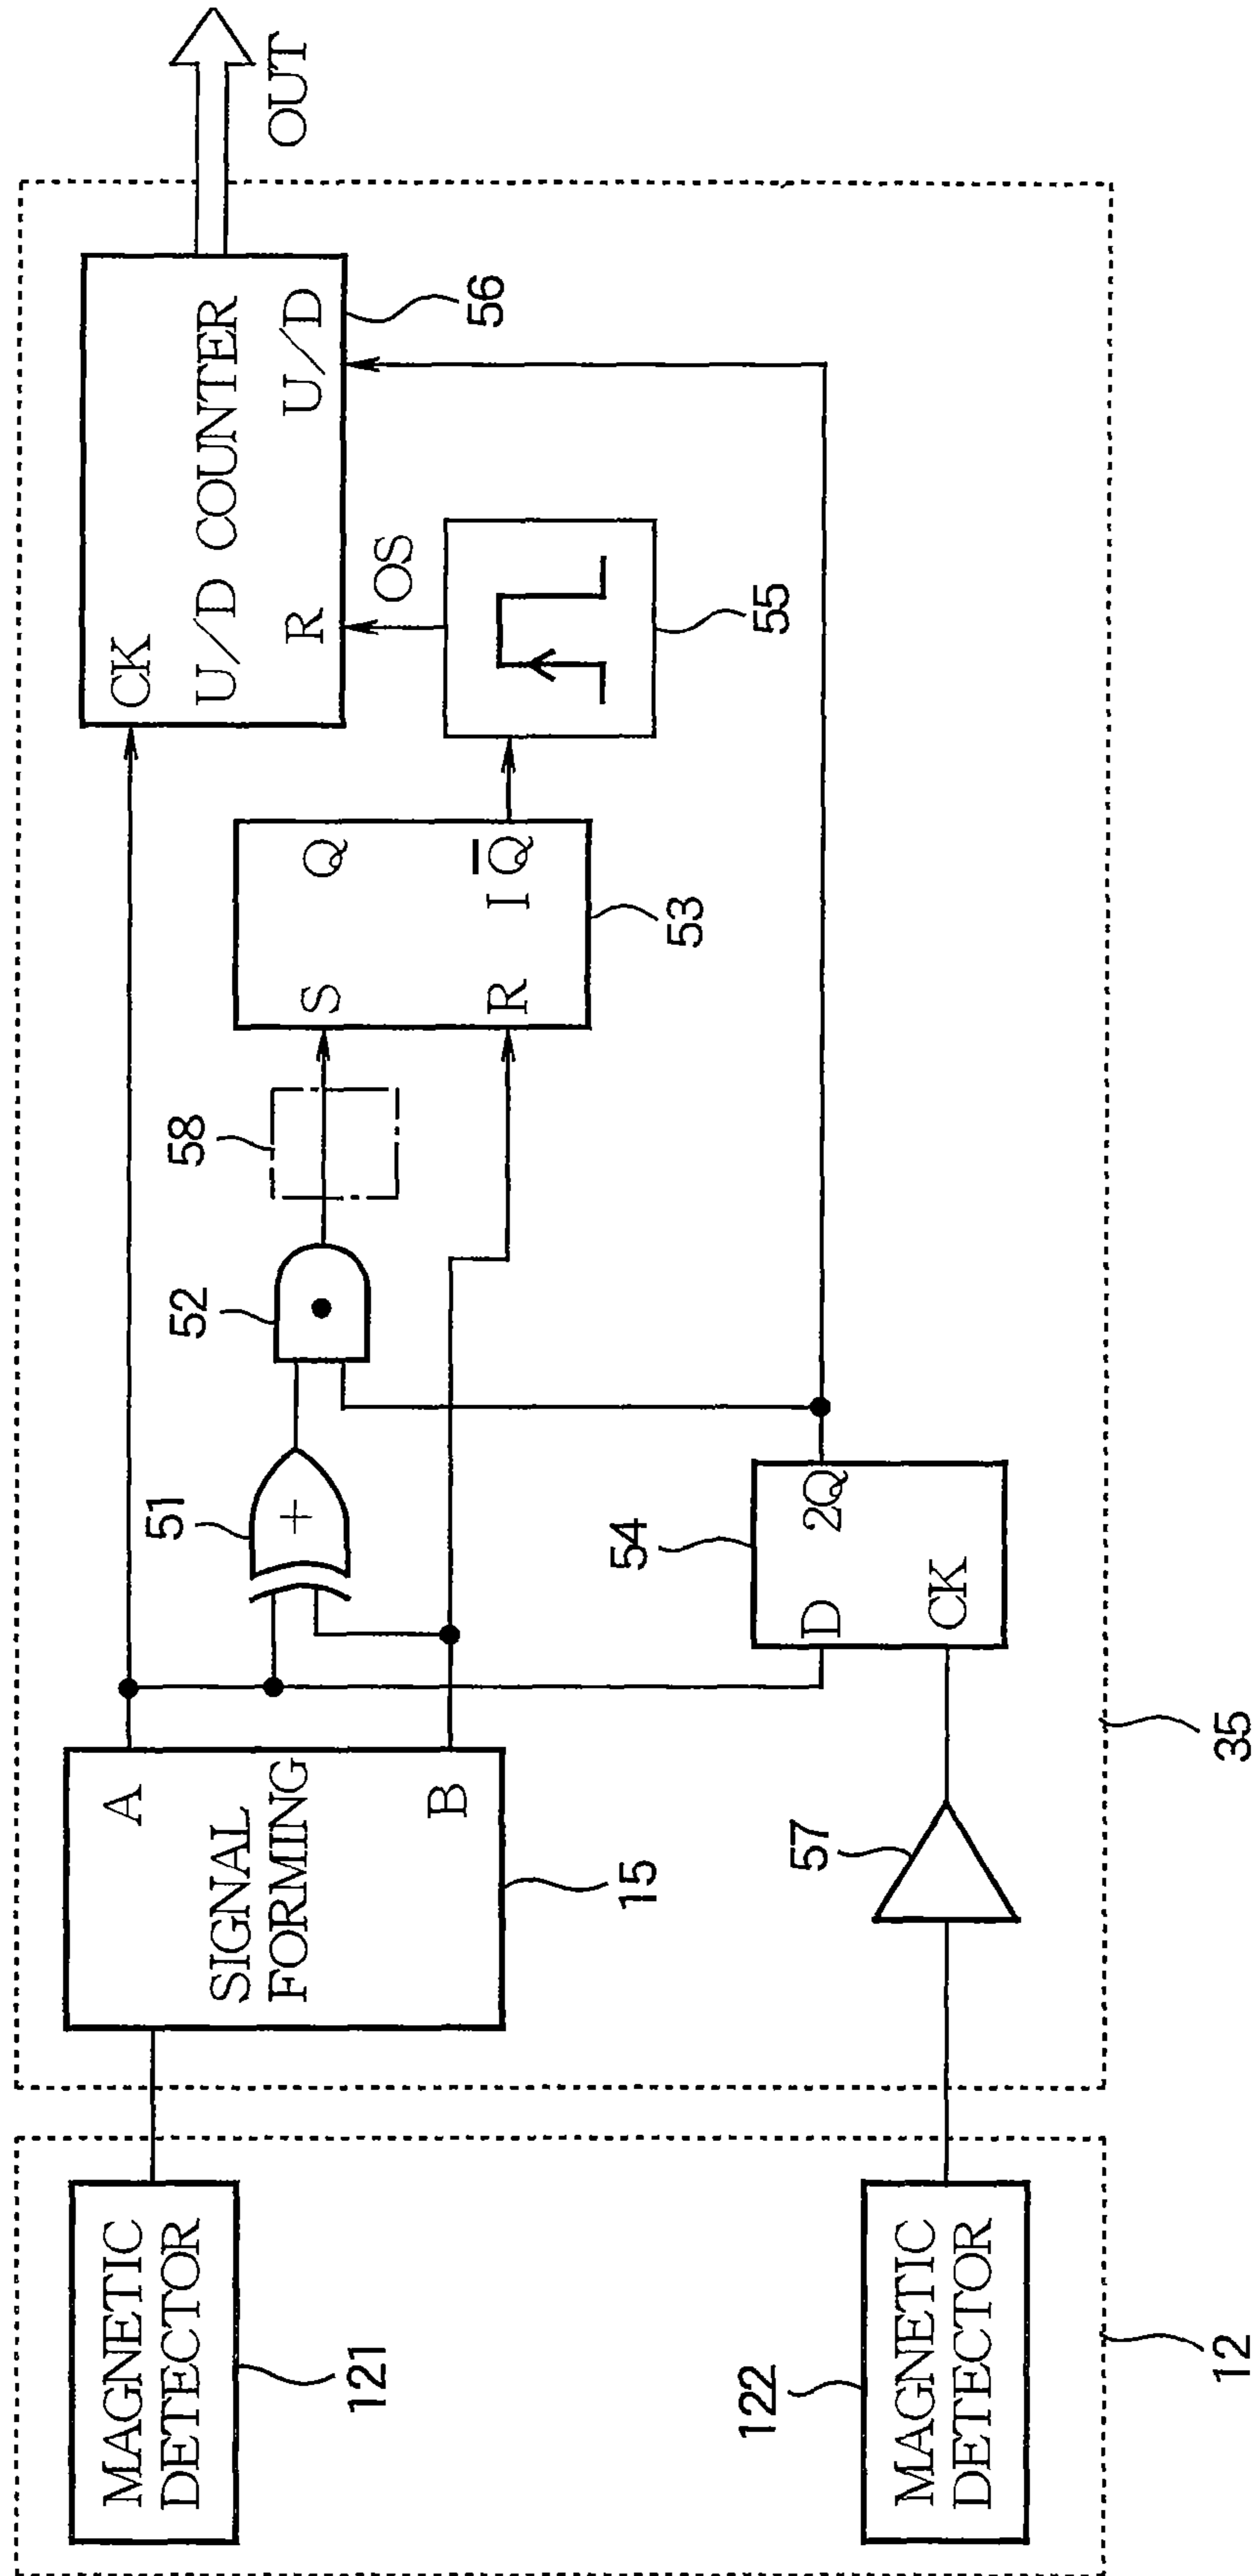 MAGNETIC
DETECTOR
121
MAGNETIC
DETECTOR
122
12
SIGNAL
FORMING
A
B
15
57
51
52
58
D
2Q
CK
54
S
Q
R
1Q̅
53
55
OS
CK
U/D COUNTER
R
U/D
56
OUT
35